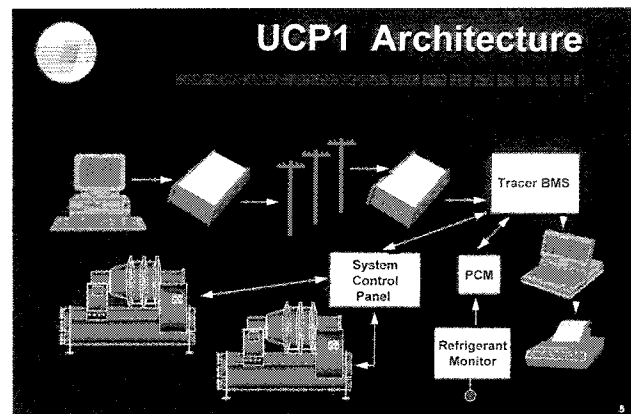 UCP1 Architecture
Tracer BMS
System
Control
Panel
PCM
Refrigerant
Monitor
5